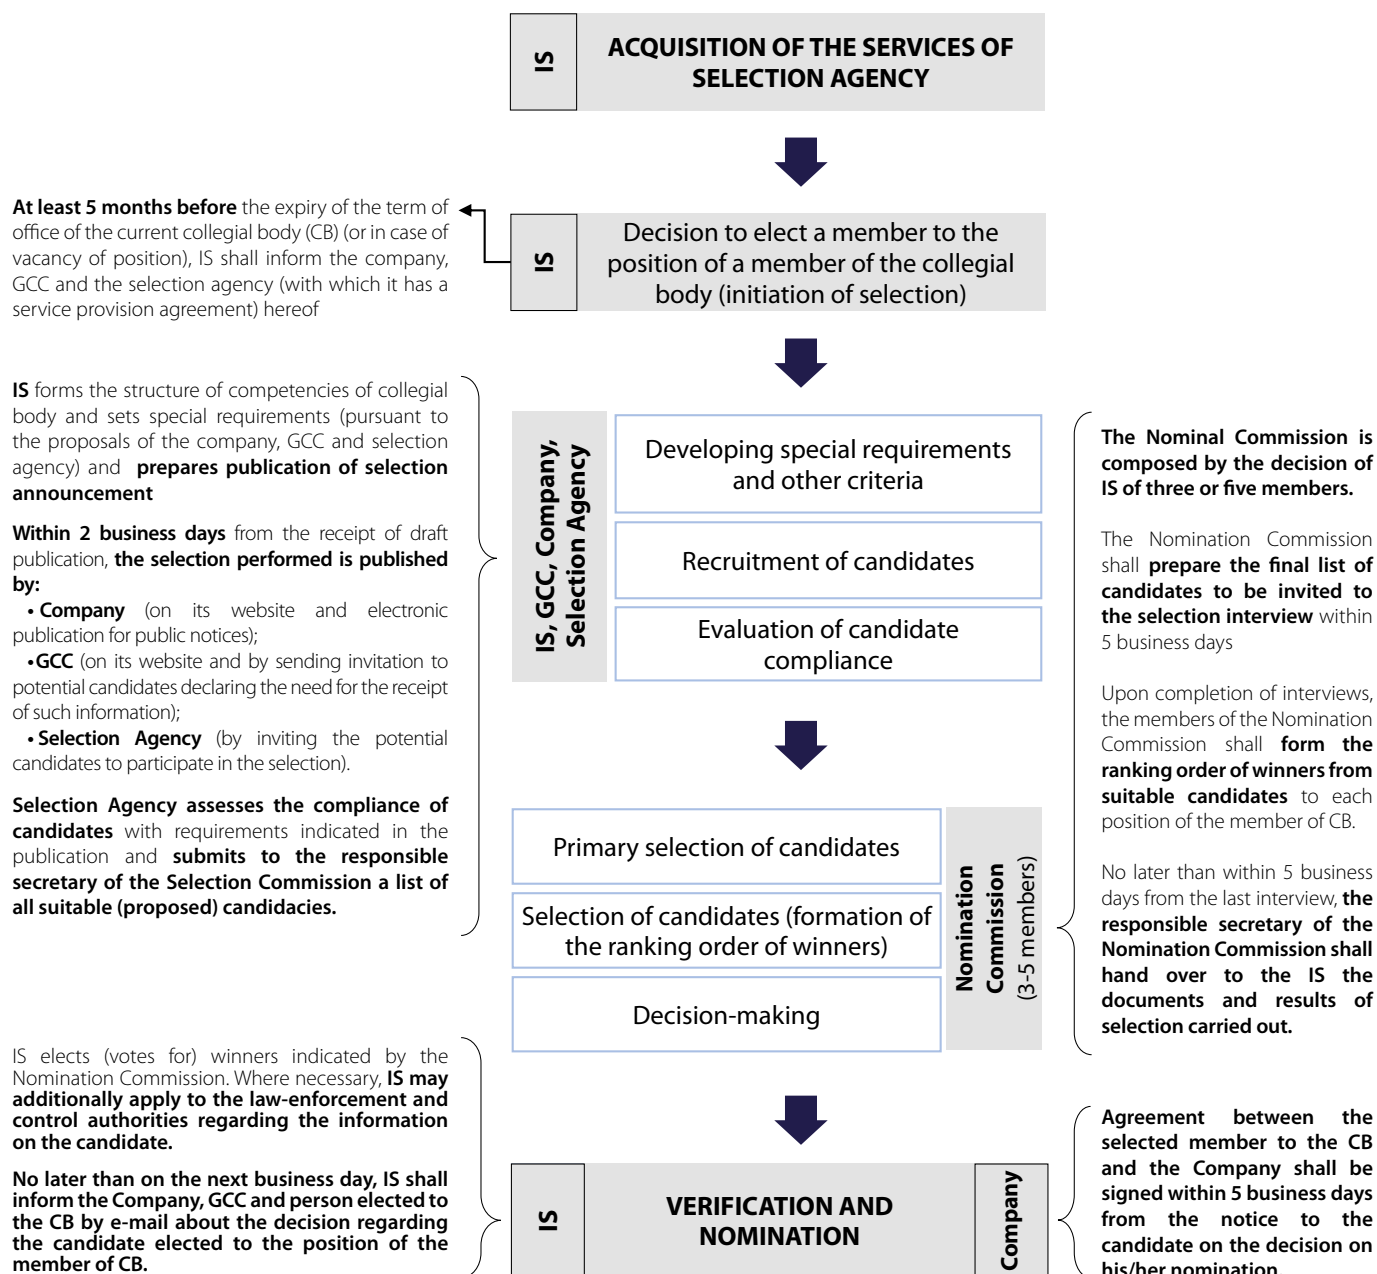 IS
ACQUISITION OF THE SERVICES OF
SELECTION AGENCY
At least 5 months before the expiry of the term of
office of the current collegial body (CB) (or in case of
vacancy of position), IS shall inform the company,
GCC and the selection agency (with which it has a
service provision agreement) hereof
IS
Decision to elect a member to the
position of a member of the collegial
body (initiation of selection)
IS forms the structure of competencies of collegial
body and sets special requirements (pursuant to
the proposals of the company, GCC and selection
agency) and prepares publication of selection
announcement
Within 2 business days from the receipt of draft
publication, the selection performed is published
by:
• Company (on its website and electronic
publication for public notices);
•GCC (on its website and by sending invitation to
potential candidates declaring the need for the receipt
of such information);
• Selection Agency (by inviting the potential
candidates to participate in the selection).
Selection Agency assesses the compliance of
candidates with requirements indicated in the
publication and submits to the responsible
secretary of the Selection Commission a list of
all suitable (proposed) candidacies.
IS, GCC, Company,
Selection Agency
Developing special requirements
and other criteria
Recruitment of candidates
Evaluation of candidate
compliance
Primary selection of candidates
Selection of candidates (formation of
the ranking order of winners)
Decision-making
Nomination
Commission
(3-5 members)
The Nominal Commission is
composed by the decision of
IS of three or five members.
The Nomination Commission
shall prepare the final list of
candidates to be invited to
the selection interview within
5 business days
Upon completion of interviews,
the members of the Nomination
Commission shall form the
ranking order of winners from
suitable candidates to each
position of the member of CB.
No later than within 5 business
days from the last interview, the
responsible secretary of the
Nomination Commission shall
hand over to the IS the
documents and results of
selection carried out.
IS elects (votes for) winners indicated by the
Nomination Commission. Where necessary, IS may
additionally apply to the law-enforcement and
control authorities regarding the information
on the candidate.
No later than on the next business day, IS shall
inform the Company, GCC and person elected to
the CB by e-mail about the decision regarding
the candidate elected to the position of the
member of CB.
IS
VERIFICATION AND
NOMINATION
Company
Agreement between the
selected member to the CB
and the Company shall be
signed within 5 business days
from the notice to the
candidate on the decision on
his/her nomination